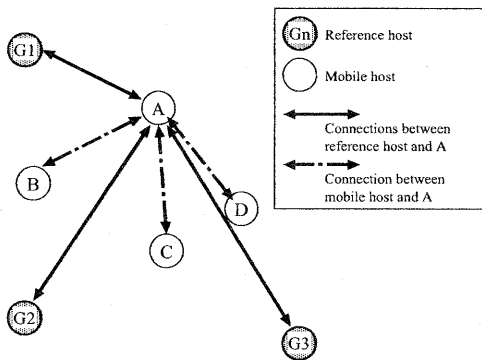 G1
A
B
C
D
G2
G3
Gn Reference host
Mobile host
Connections between
reference host and A
Connection between
mobile host and A